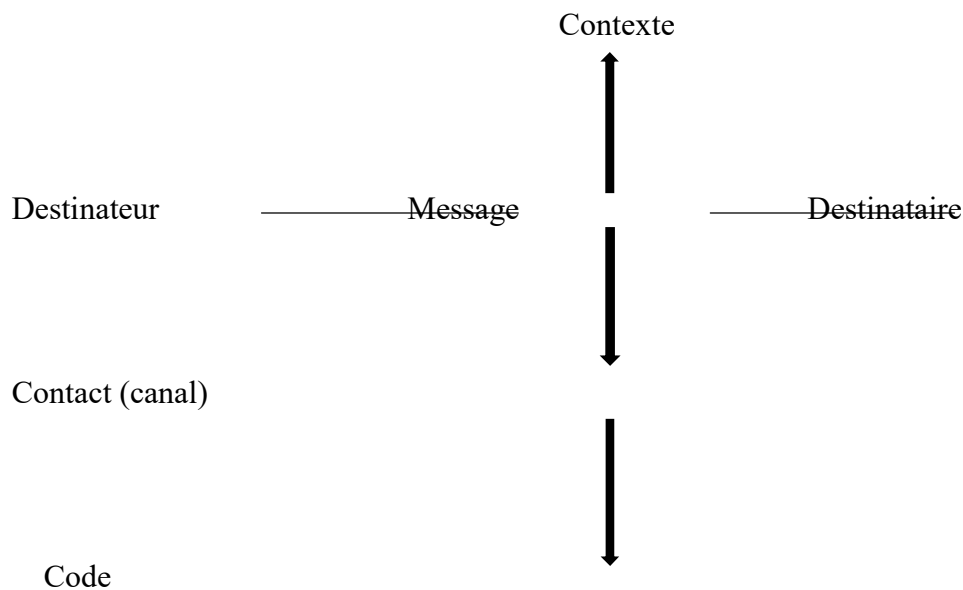 Contexte
Destinateur Message Destinataire
Contact (canal)
Code